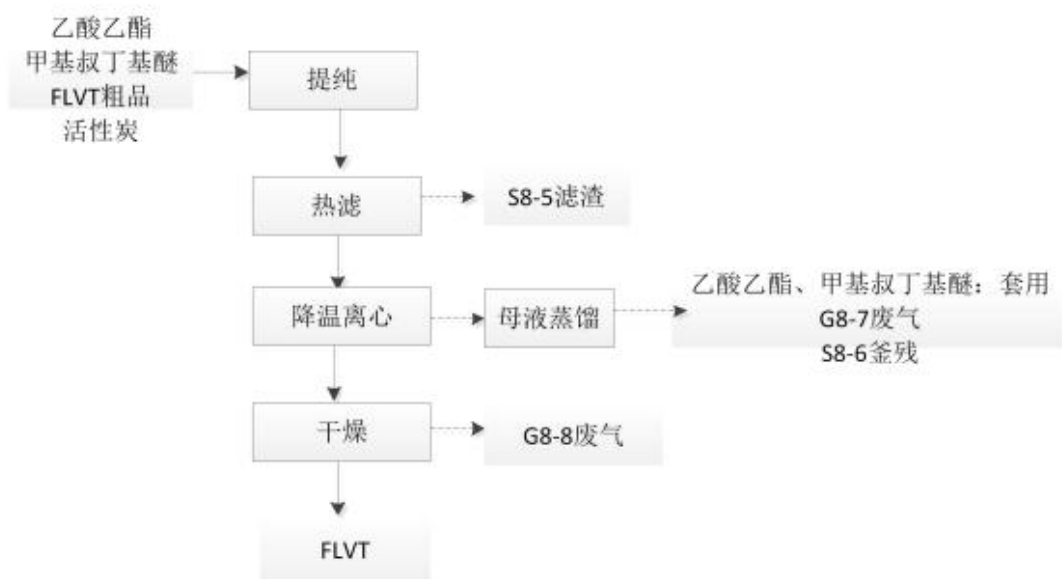 乙酸乙酯
甲基叔丁基醚
FLVT粗品
活性炭
提纯
热滤
S8-5滤渣
降温离心
母液蒸馏
乙酸乙酯、甲基叔丁基醚：套用
G8-7废气
S8-6釜残
干燥
G8-8废气
FLVT